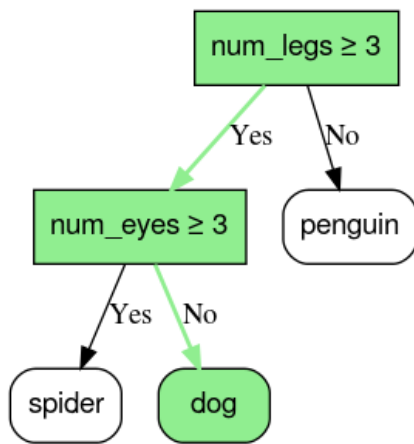 num_legs ≥ 3
Yes
No
num_eyes ≥ 3
penguin
Yes
No
spider
dog